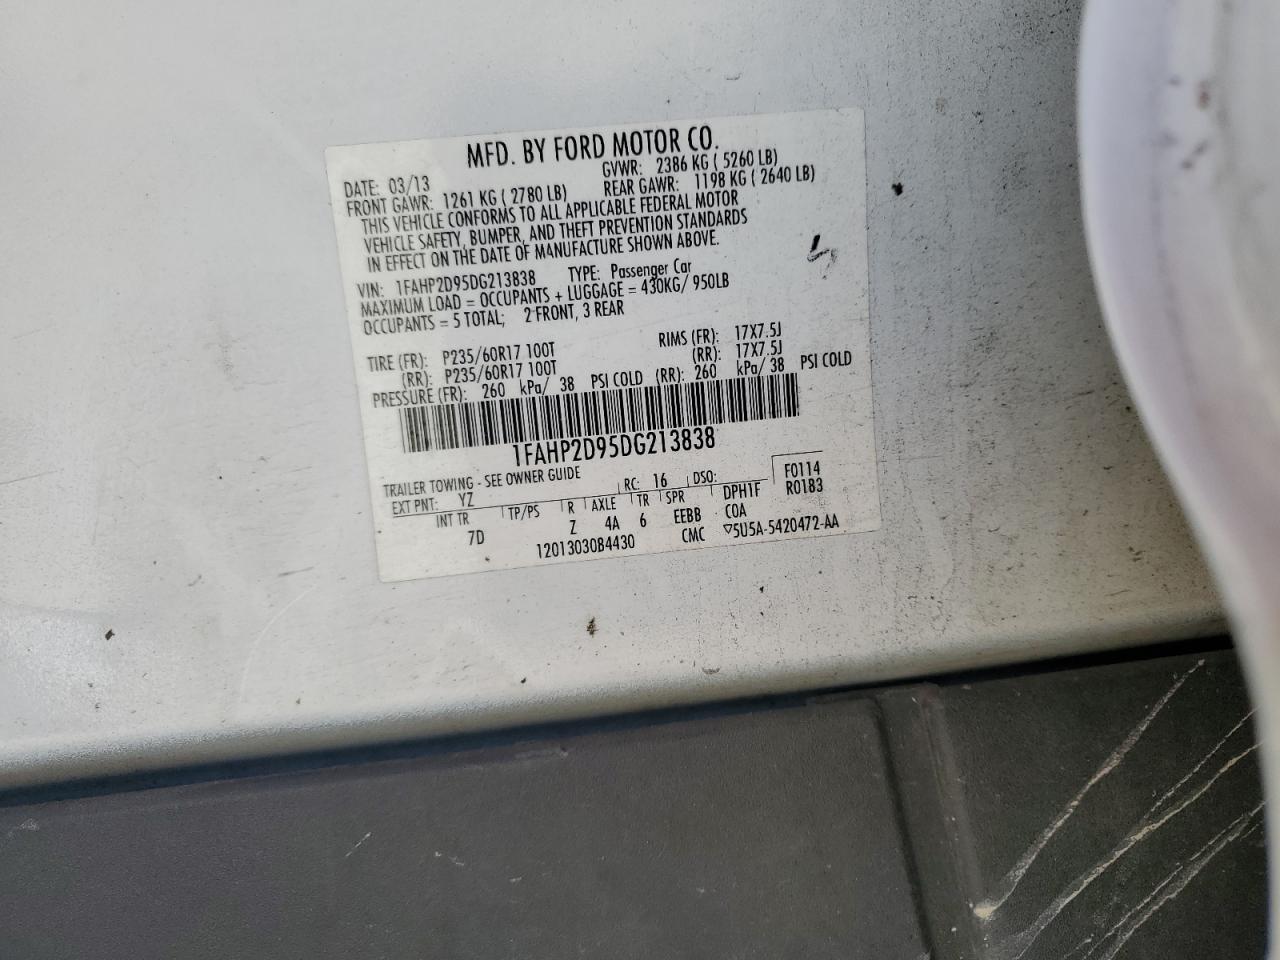 MFD. BY FORD MOTOR CO.
DATE: 03/13 GVWR: 2386 KG ( 5260 LB)
FRONT GAWR: 1261 KG ( 2780 LB) REAR GAWR: 1198 KG ( 2640 LB)
THIS VEHICLE CONFORMS TO ALL APPLICABLE FEDERAL MOTOR
VEHICLE SAFETY, BUMPER, AND THEFT PREVENTION STANDARDS
IN EFFECT ON THE DATE OF MANUFACTURE SHOWN ABOVE.
VIN: 1FAHP2D95DG213838 TYPE: Passenger Car
MAXIMUM LOAD = OCCUPANTS + LUGGAGE = 430KG/ 950LB
OCCUPANTS = 5 TOTAL; 2 FRONT, 3 REAR
TIRE (FR): P235/60R17 100T RIMS (FR): 17X7.5J
(RR): P235/60R17 100T (RR): 17X7.5J
PRESSURE (FR): 260 kPa/ 38 PSI COLD (RR): 260 kPa/ 38 PSI COLD
1FAHP2D95DG213838
TRAILER TOWING - SEE OWNER GUIDE
EXT PNT: YZ RC: 16 DSO: F0114
INT TR TP/PS R AXLE TR SPR DPH1F R0183
7D Z 4A 6 EEBB COA
1201303084430 CMC ▽5U5A-5420472-AA